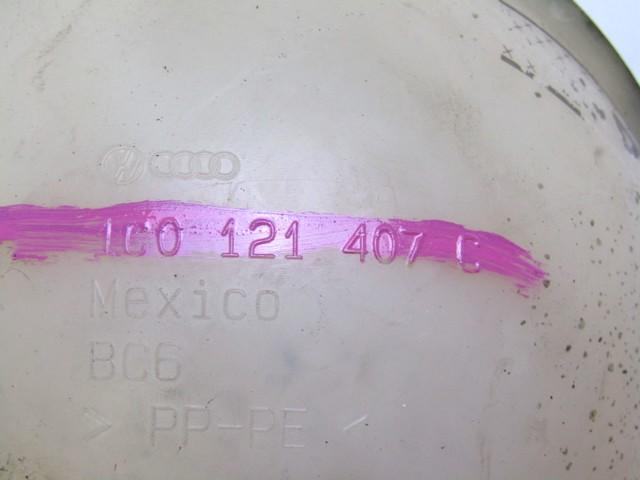 1C0 121 407 C
Mexico
BC6
> PP-PE <